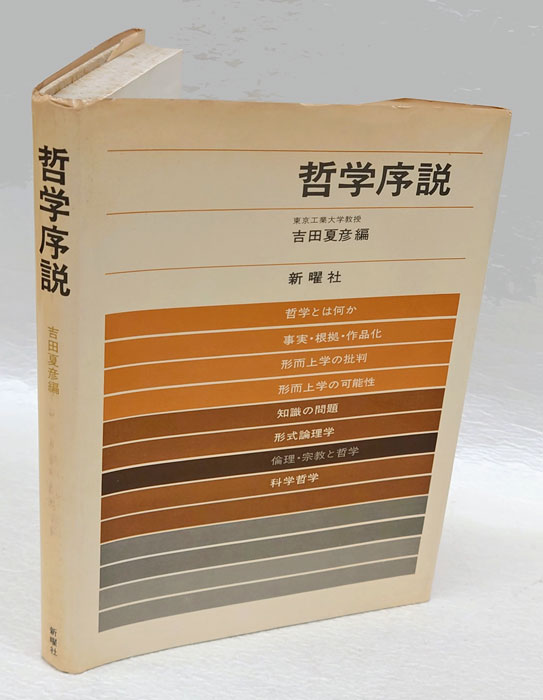 哲学序説
東京工業大学教授
吉田夏彦編
新曜社
哲学とは何か
事実・根拠・作品化
形而上学の批判
形而上学の可能性
知識の問題
形式論理学
倫理・宗教と哲学
科学哲学
哲学序説
吉田夏彦編
新曜社